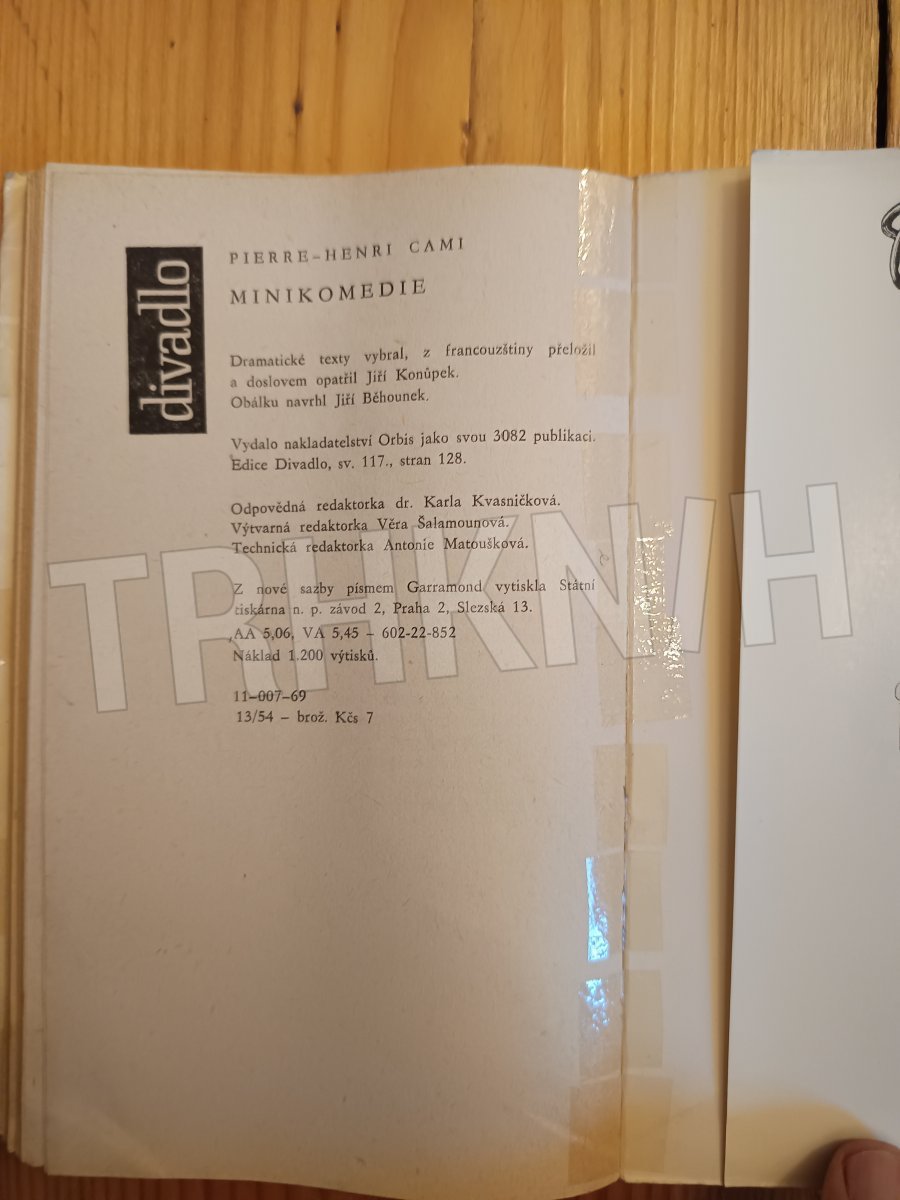 divadlo
PIERRE-HENRI CAMI
MINIKOMEDIE
Dramatické texty vybral, z francouzštiny přeložil
a doslovem opatřil Jiří Konůpek.
Obálku navrhl Jiří Běhounek.
Vydalo nakladatelství Orbis jako svou 3082 publikaci.
Edice Divadlo, sv. 117., stran 128.
Odpovědná redaktorka dr. Karla Kvasničková.
Výtvarná redaktorka Věra Šalamounová.
Technická redaktorka Antonie Matoušková.
Z nové sazby písmem Garramond vytiskla Státní
tiskárna n. p. závod 2, Praha 2, Slezská 13.
AA 5,06, VA 5,45 – 602-22-852
Náklad 1.200 výtisků.
11–007–69
13/54 – brož. Kčs 7
TRHKNIH